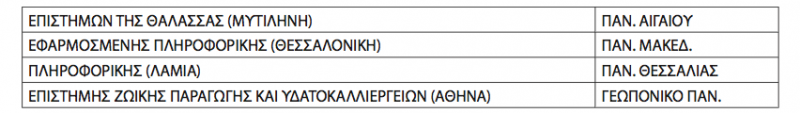 ΕΠΙΣΤΗΜΩΝ ΤΗΣ ΘΑΛΑΣΣΑΣ (ΜΥΤΙΛΗΝΗ) ΠΑΝ. ΑΙΓΑΙΟΥ
ΕΦΑΡΜΟΣΜΕΝΗΣ ΠΛΗΡΟΦΟΡΙΚΗΣ (ΘΕΣΣΑΛΟΝΙΚΗ) ΠΑΝ. ΜΑΚΕΔ.
ΠΛΗΡΟΦΟΡΙΚΗΣ (ΛΑΜΙΑ) ΠΑΝ. ΘΕΣΣΑΛΙΑΣ
ΕΠΙΣΤΗΜΗΣ ΖΩΙΚΗΣ ΠΑΡΑΓΩΓΗΣ ΚΑΙ ΥΔΑΤΟΚΑΛΛΙΕΡΓΕΙΩΝ (ΑΘΗΝΑ) ΓΕΩΠΟΝΙΚΟ ΠΑΝ.